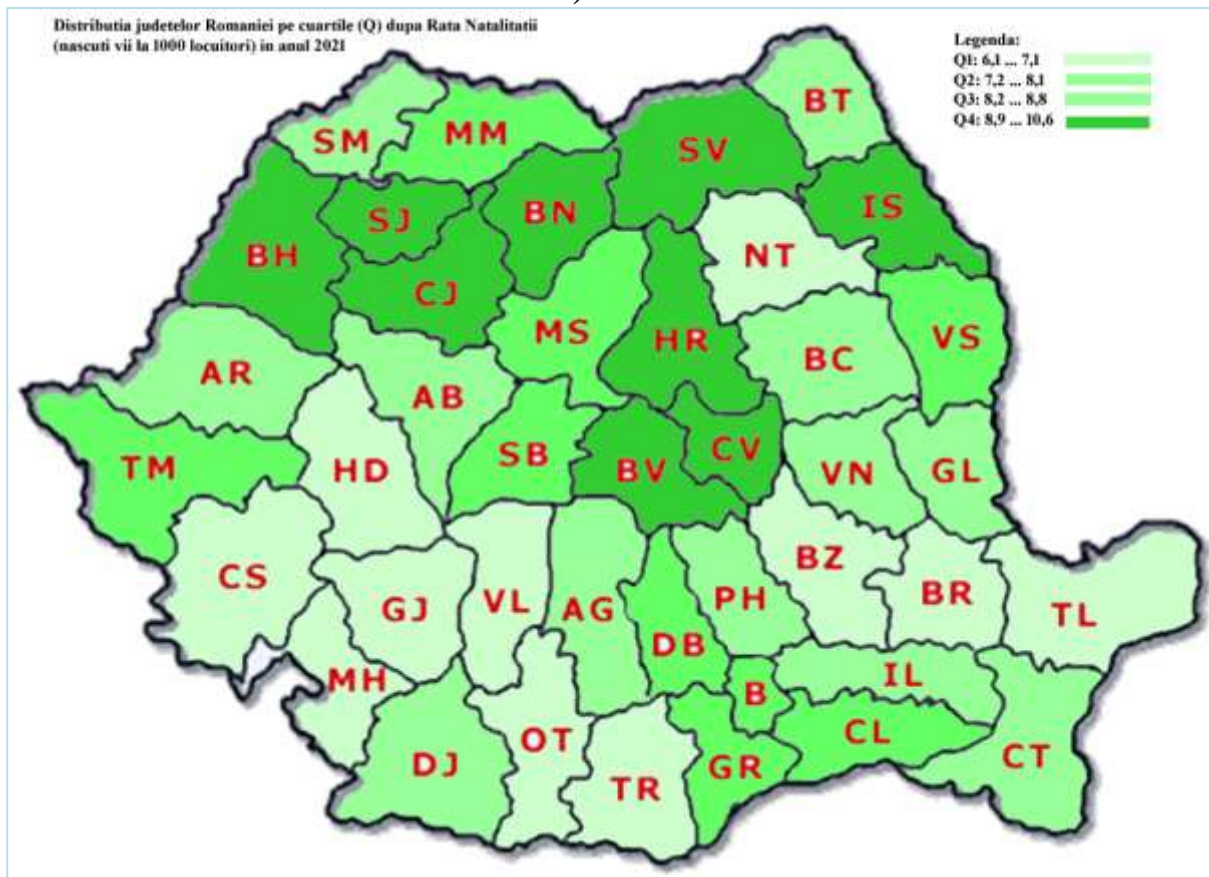 Distributia judetelor Romaniei pe cuartile (Q) dupa Rata Natalitatii
(nascuti vii la 1000 locuitori) in anul 2021
Legenda:
Q1: 6,1 ... 7,1
Q2: 7,2 ... 8,1
Q3: 8,2 ... 8,8
Q4: 8,9 ... 10,6
BT
SM
MM
SV
IS
SJ
BN
BH
NT
CJ
MS
HR
VS
BC
AR
AB
TM
HD
SB
BV
CV
VN
GL
CS
GJ
VL
AG
PH
BZ
BR
TL
DB
MH
B
IL
DJ
OT
TR
GR
CL
CT